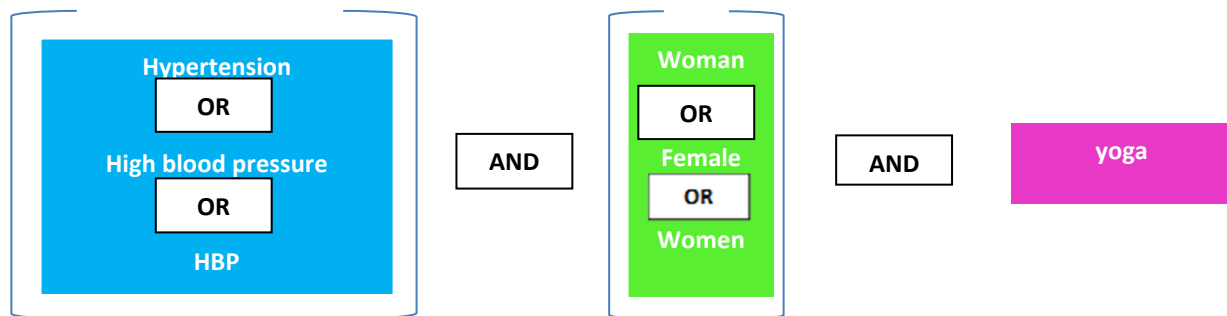 Hypertension
OR
High blood pressure
OR
HBP
AND
Woman
OR
Female
OR
Women
AND
yoga